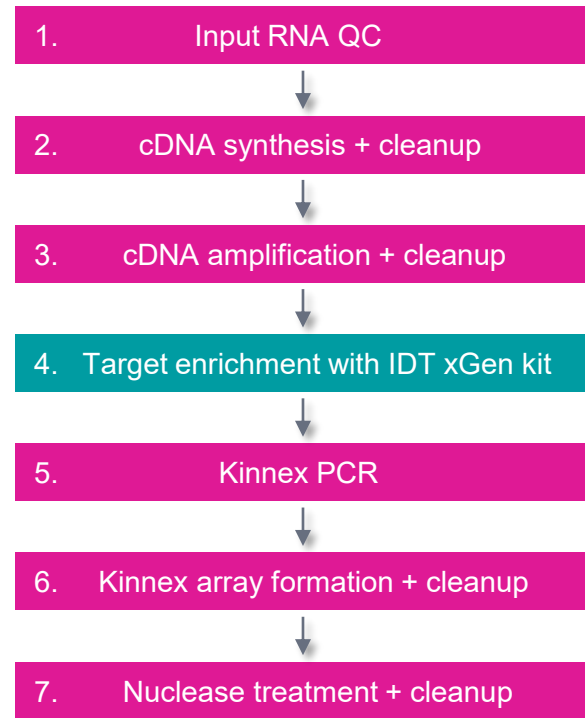 1. Input RNA QC
2. cDNA synthesis + cleanup
3. cDNA amplification + cleanup
4. Target enrichment with IDT xGen kit
5. Kinnex PCR
6. Kinnex array formation + cleanup
7. Nuclease treatment + cleanup